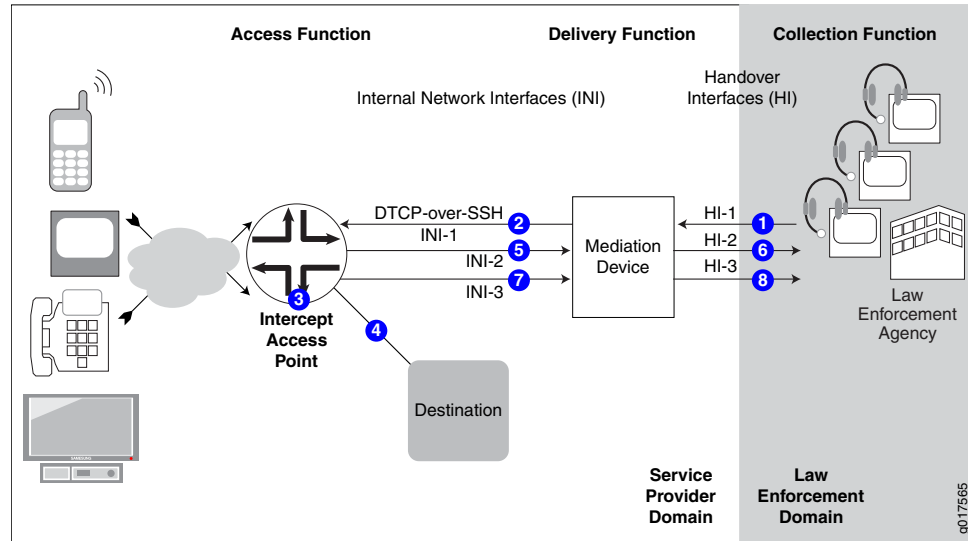 Access Function
Delivery Function
Collection Function
Internal Network Interfaces (INI)
Handover
Interfaces (HI)
DTCP-over-SSH
2
INI-1
5
INI-2
7
INI-3
Mediation
Device
HI-1
1
HI-2
6
HI-3
8
3
Intercept
Access
Point
4
Destination
Law
Enforcement
Agency
SAMSUNG
Service
Provider
Domain
Law
Enforcement
Domain
g017565